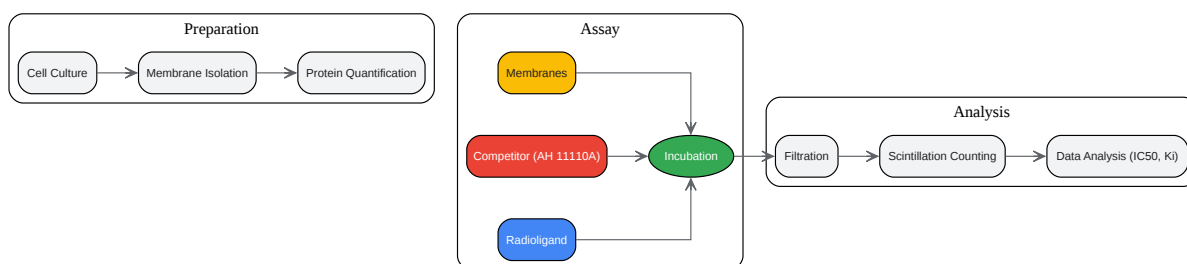 Preparation
Cell Culture
Membrane Isolation
Protein Quantification
Assay
Membranes
Competitor (AH 11110A)
Incubation
Radioligand
Analysis
Filtration
Scintillation Counting
Data Analysis (IC50, Ki)